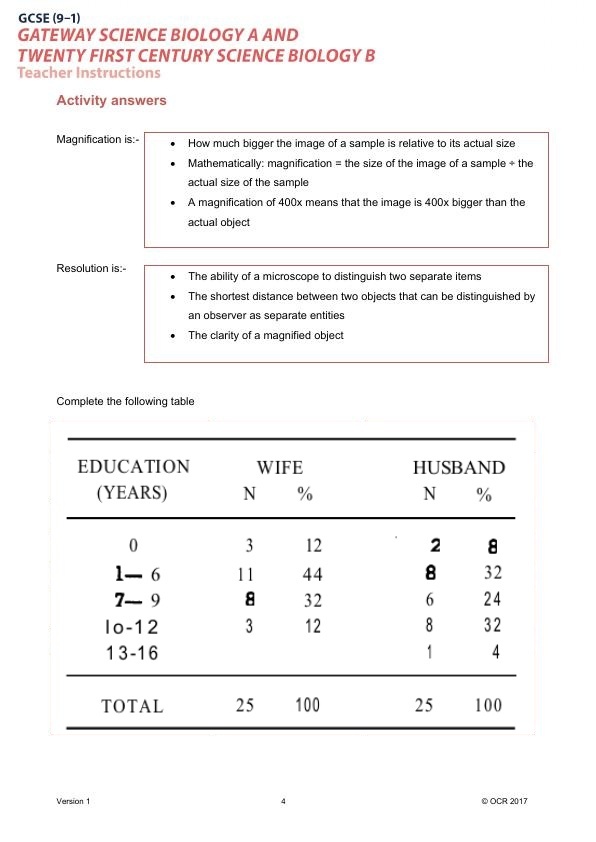 GCSE (9–1)
GATEWAY SCIENCE BIOLOGY A AND
TWENTY FIRST CENTURY SCIENCE BIOLOGY B
Teacher Instructions
Activity answers
Magnification is:-
• How much bigger the image of a sample is relative to its actual size
• Mathematically: magnification = the size of the image of a sample ÷ the
actual size of the sample
• A magnification of 400x means that the image is 400x bigger than the
actual object
Resolution is:-
• The ability of a microscope to distinguish two separate items
• The shortest distance between two objects that can be distinguished by
an observer as separate entities
• The clarity of a magnified object
Complete the following table
EDUCATION WIFE HUSBAND
(YEARS) N % N %
0 3 12 2 8
1— 6 11 44 8 32
7— 9 8 32 6 24
lo-12 3 12 8 32
13-16 1 4
TOTAL 25 100 25 100
Version 1 4 © OCR 2017